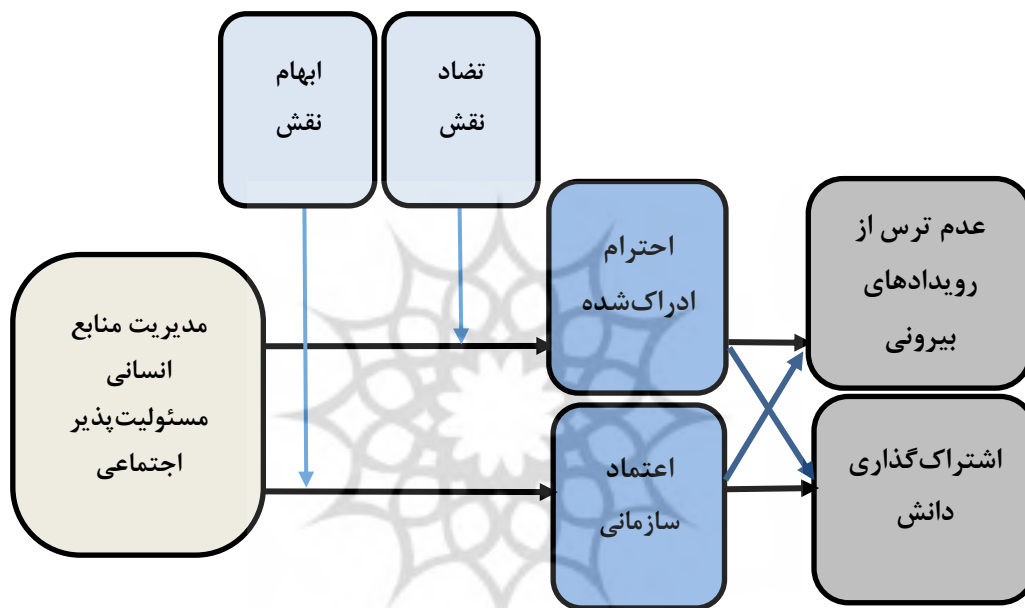 تضاد
نقش
ابهام
نقش
عدم ترس از
رویدادهای
بیرونی
احترام
ادراک‌شده
مدیریت منابع
انسانی
مسئولیت‌پذیر
اجتماعی
اشتراک‌گذاری
دانش
اعتماد
سازمانی